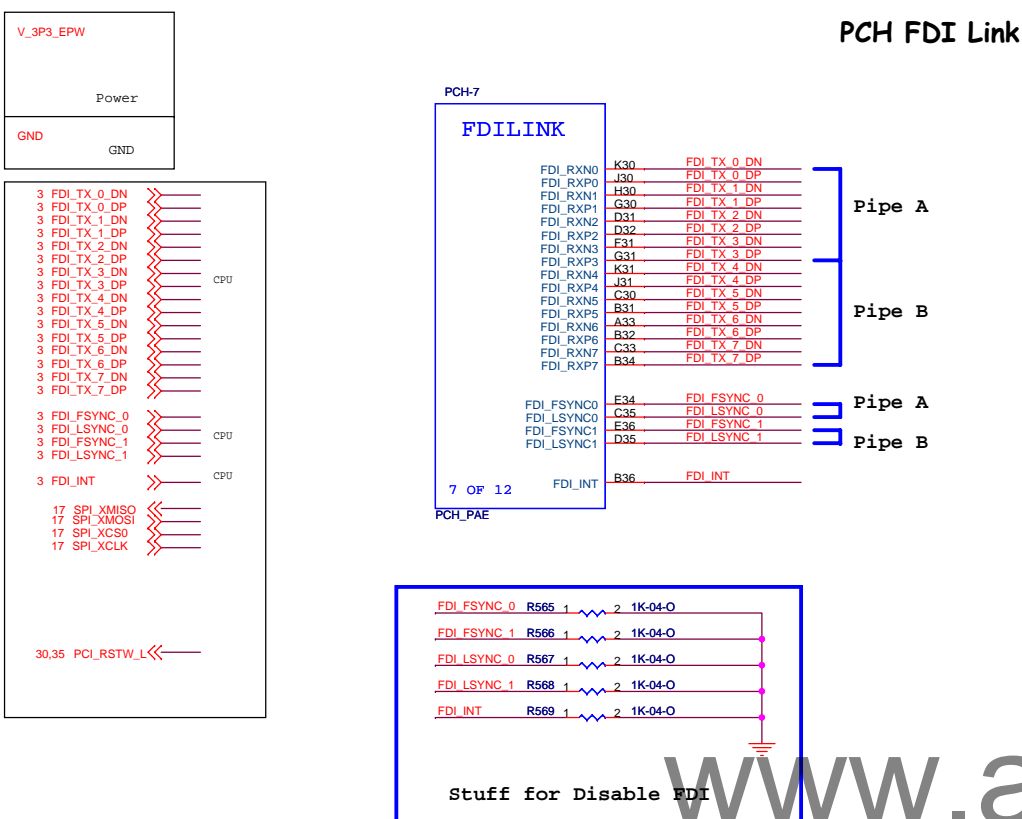 PCH FDI Link
V_3P3_EPW
Power
GND
GND
3 FDI_TX_0_DN
3 FDI_TX_0_DP
3 FDI_TX_1_DN
3 FDI_TX_1_DP
3 FDI_TX_2_DN
3 FDI_TX_2_DP
3 FDI_TX_3_DN
3 FDI_TX_3_DP
3 FDI_TX_4_DN
3 FDI_TX_4_DP
3 FDI_TX_5_DN
3 FDI_TX_5_DP
3 FDI_TX_6_DN
3 FDI_TX_6_DP
3 FDI_TX_7_DN
3 FDI_TX_7_DP
CPU
3 FDI_FSYNC_0
3 FDI_LSYNC_0
3 FDI_FSYNC_1
3 FDI_LSYNC_1
CPU
3 FDI_INT
CPU
17 SPI_XMISO
17 SPI_XMOSI
17 SPI_XCS0
17 SPI_XCLK
30,35 PCI_RSTW_L
PCH-7
FDILINK
FDI_RXN0 K30 FDI_TX_0_DN
FDI_RXP0 J30 FDI_TX_0_DP
FDI_RXN1 H30 FDI_TX_1_DN
FDI_RXP1 G30 FDI_TX_1_DP
FDI_RXN2 D31 FDI_TX_2_DN
FDI_RXP2 D32 FDI_TX_2_DP
FDI_RXN3 F31 FDI_TX_3_DN
FDI_RXP3 G31 FDI_TX_3_DP
FDI_RXN4 K31 FDI_TX_4_DN
FDI_RXP4 J31 FDI_TX_4_DP
FDI_RXN5 C30 FDI_TX_5_DN
FDI_RXP5 B31 FDI_TX_5_DP
FDI_RXN6 A33 FDI_TX_6_DN
FDI_RXP6 B32 FDI_TX_6_DP
FDI_RXN7 C33 FDI_TX_7_DN
FDI_RXP7 B34 FDI_TX_7_DP
Pipe A
Pipe B
FDI_FSYNC0 E34 FDI_FSYNC_0
FDI_LSYNC0 C35 FDI_LSYNC_0
FDI_FSYNC1 E36 FDI_FSYNC_1
FDI_LSYNC1 D35 FDI_LSYNC_1
Pipe A
Pipe B
FDI_INT B36 FDI_INT
7 OF 12
PCH_PAE
FDI_FSYNC_0 R565 1 2 1K-04-O
FDI_FSYNC_1 R566 1 2 1K-04-O
FDI_LSYNC_0 R567 1 2 1K-04-O
FDI_LSYNC_1 R568 1 2 1K-04-O
FDI_INT R569 1 2 1K-04-O
Stuff for Disable FDI
www.a